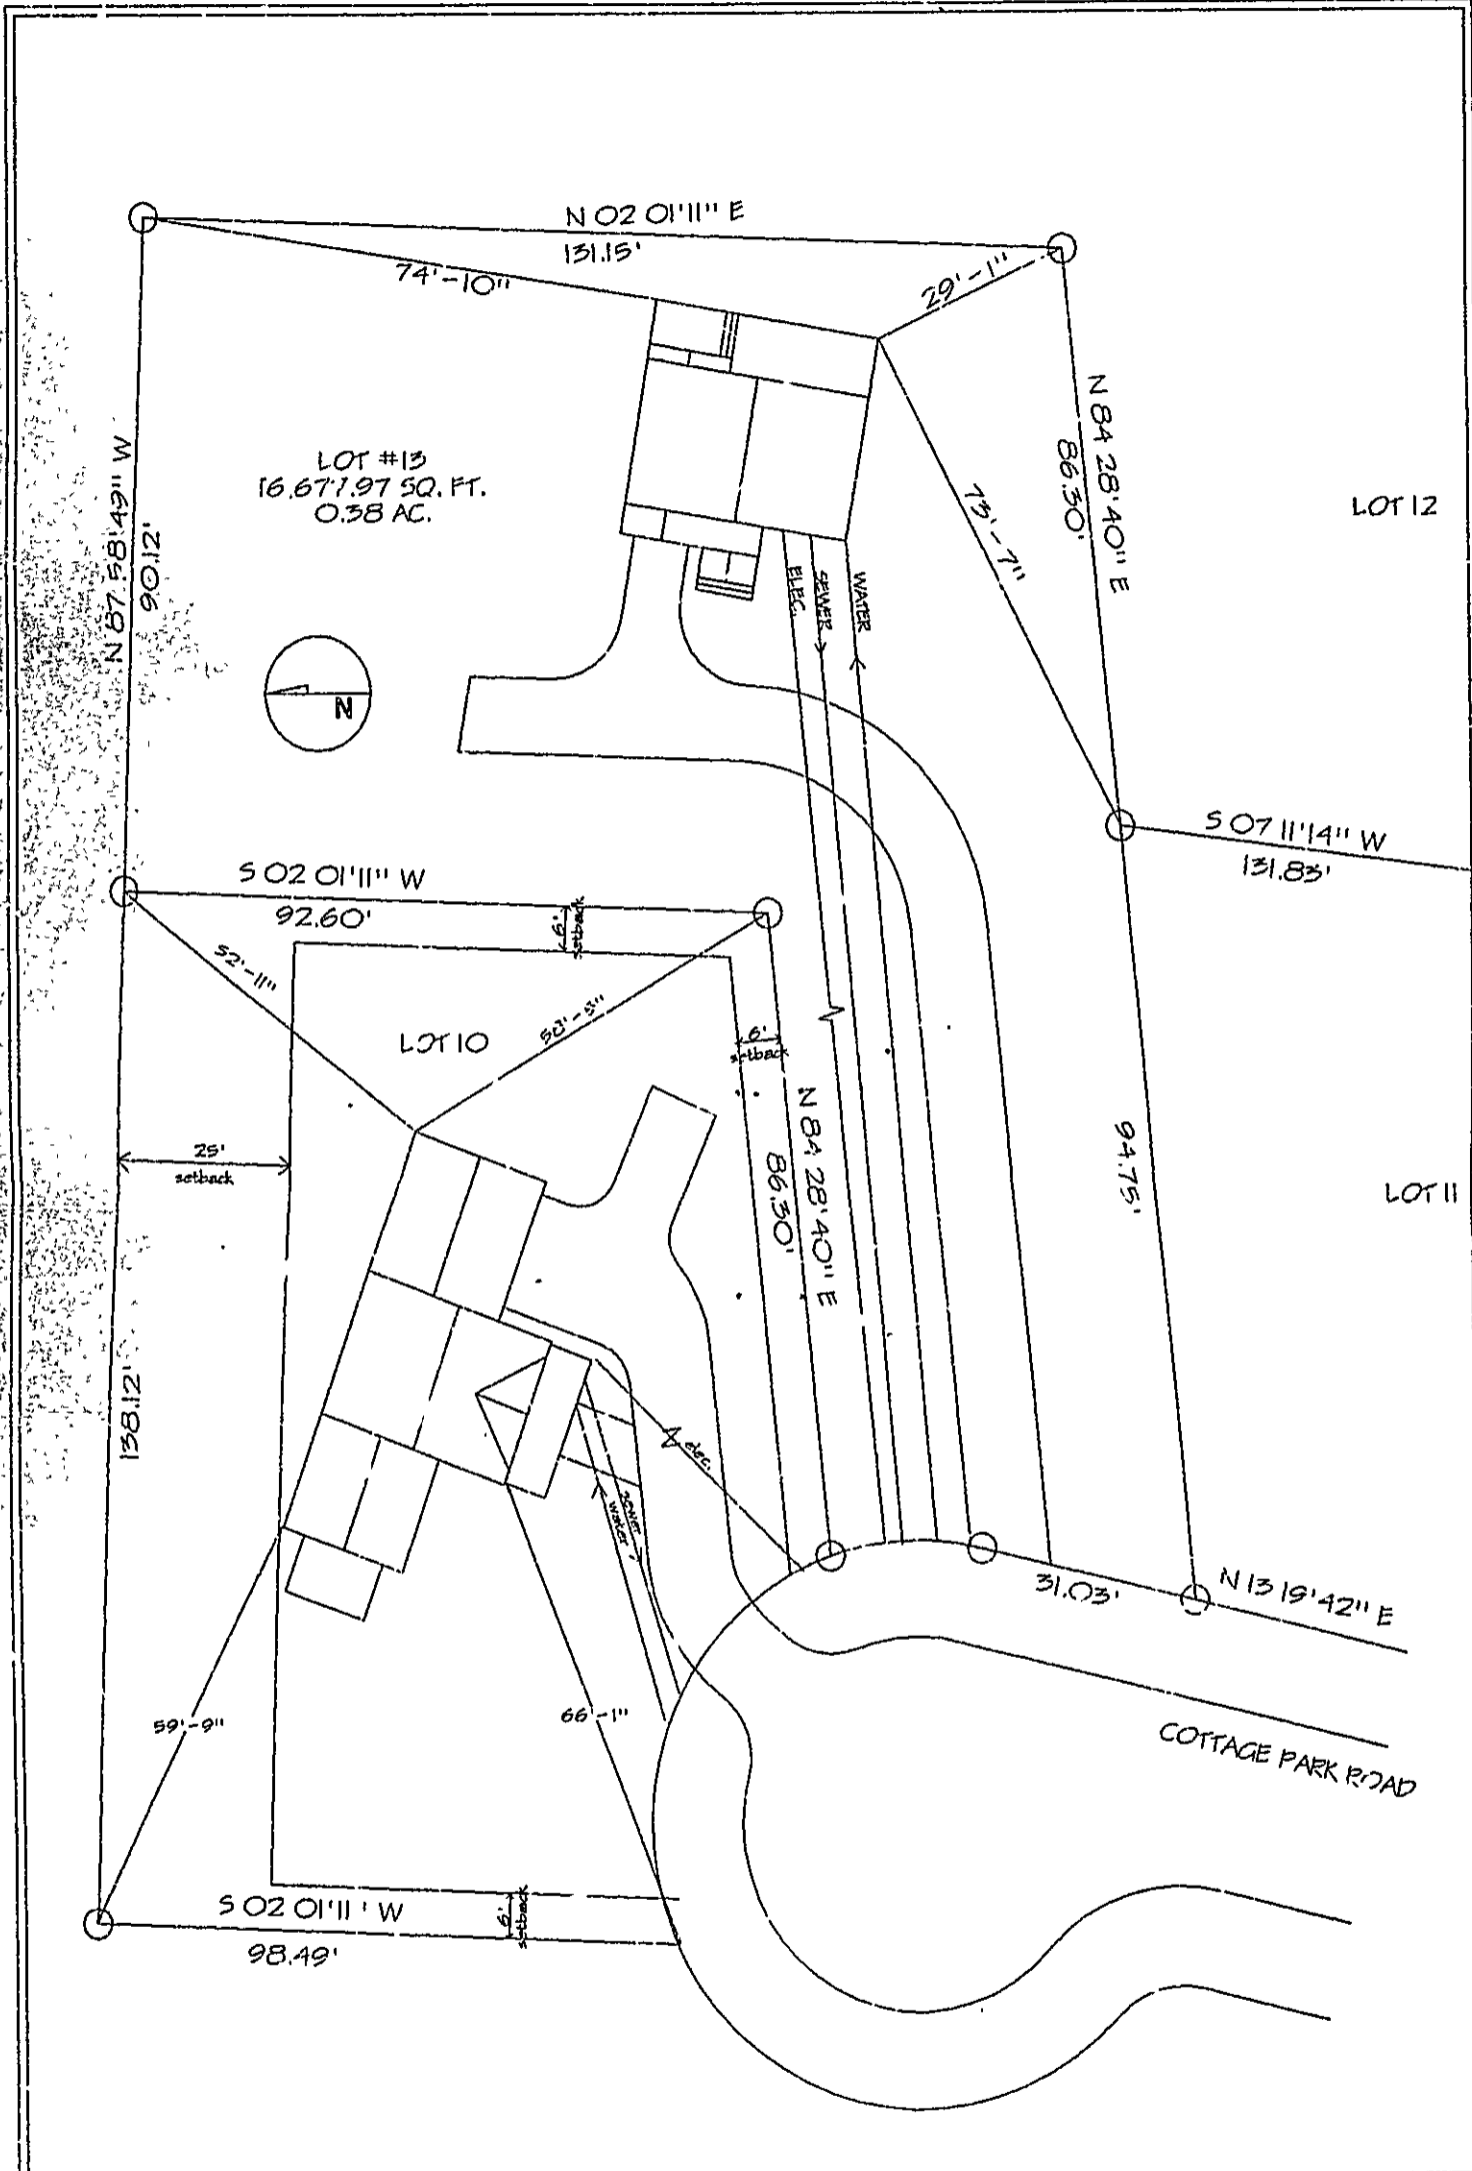 N 02 01'11" E
131.15'
74'-10"
29'-1"
N 84 28'40" E
86.30'
LOT 12
LOT #13
16,677.97 SQ. FT.
0.38 AC.
N 87 58'49" W
90.12'
73'-7"
ELEC.
SEWER
WATER
N
S 07 11'14" W
131.83'
S 02 01'11" W
92.60'
6'
setback
52'-11"
LOT 10
6'
setback
N 84 28'40" E
86.30'
94.75'
LOT 11
25'
setback
138.12'
elec.
sewer
water
31.03'
N 13 19'42" E
59'-9"
66'-1"
COTTAGE PARK ROAD
S 02 01'11" W
98.49'
6'
setback